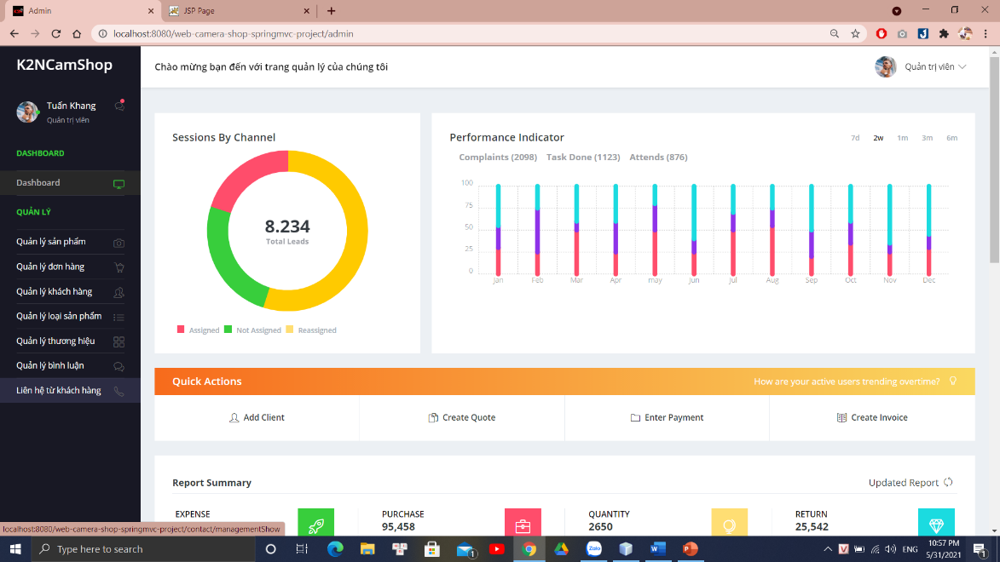 Admin
JSP Page
localhost:8080/web-camera-shop-springmvc-project/admin
K2NCamShop
Chào mừng bạn đến với trang quản lý của chúng tôi
Quản trị viên
Tuấn Khang
Quản trị viên
DASHBOARD
Dashboard
QUẢN LÝ
Quản lý sản phẩm
Quản lý đơn hàng
Quản lý khách hàng
Quản lý loại sản phẩm
Quản lý thương hiệu
Quản lý bình luận
Liên hệ từ khách hàng
Sessions By Channel
8.234
Total Leads
Assigned Not Assigned Reassigned
Performance Indicator
7d 2w 1m 3m 6m
Complaints (2098) Task Done (1123) Attends (876)
100
75
50
25
0
Jan Feb Mar Apr may Jun Jul Aug Sep Oct Nov Dec
Quick Actions
How are your active users trending overtime?
Add Client
Create Quote
Enter Payment
Create Invoice
Report Summary
Updated Report
EXPENSE
PURCHASE
95,458
QUANTITY
2650
RETURN
25,542
localhost:8080/web-camera-shop-springmvc-project/contact/managementShow
Type here to search
1
Zalo
ENG
10:57 PM
5/31/2021
1